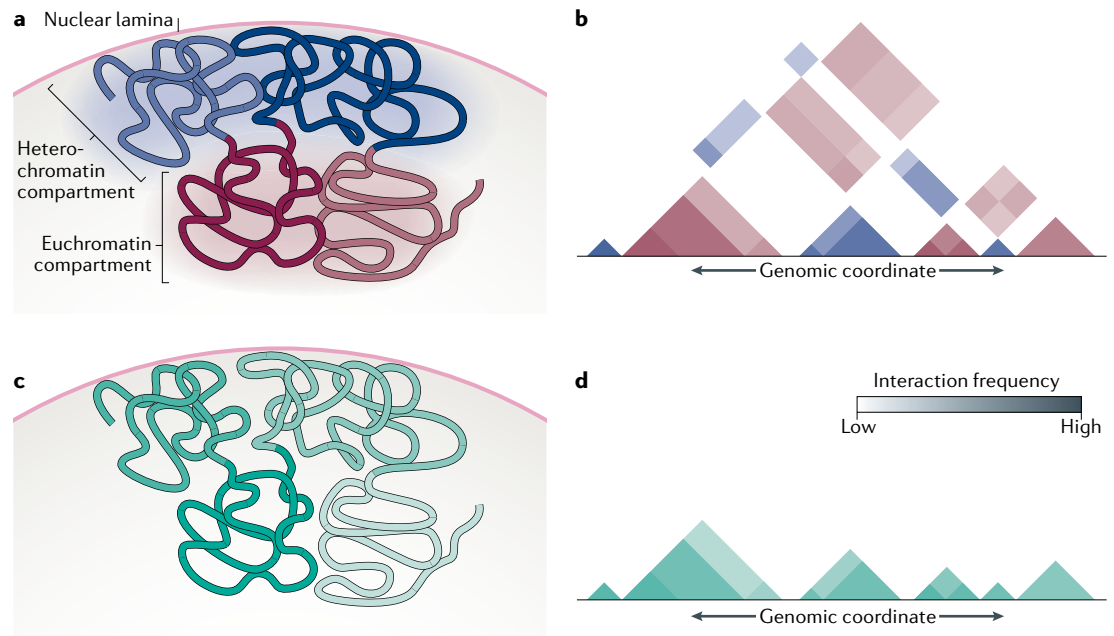 a
Nuclear lamina
Hetero-
chromatin
compartment
Euchromatin
compartment
b
Genomic coordinate
c
d
Interaction frequency
Low
High
Genomic coordinate